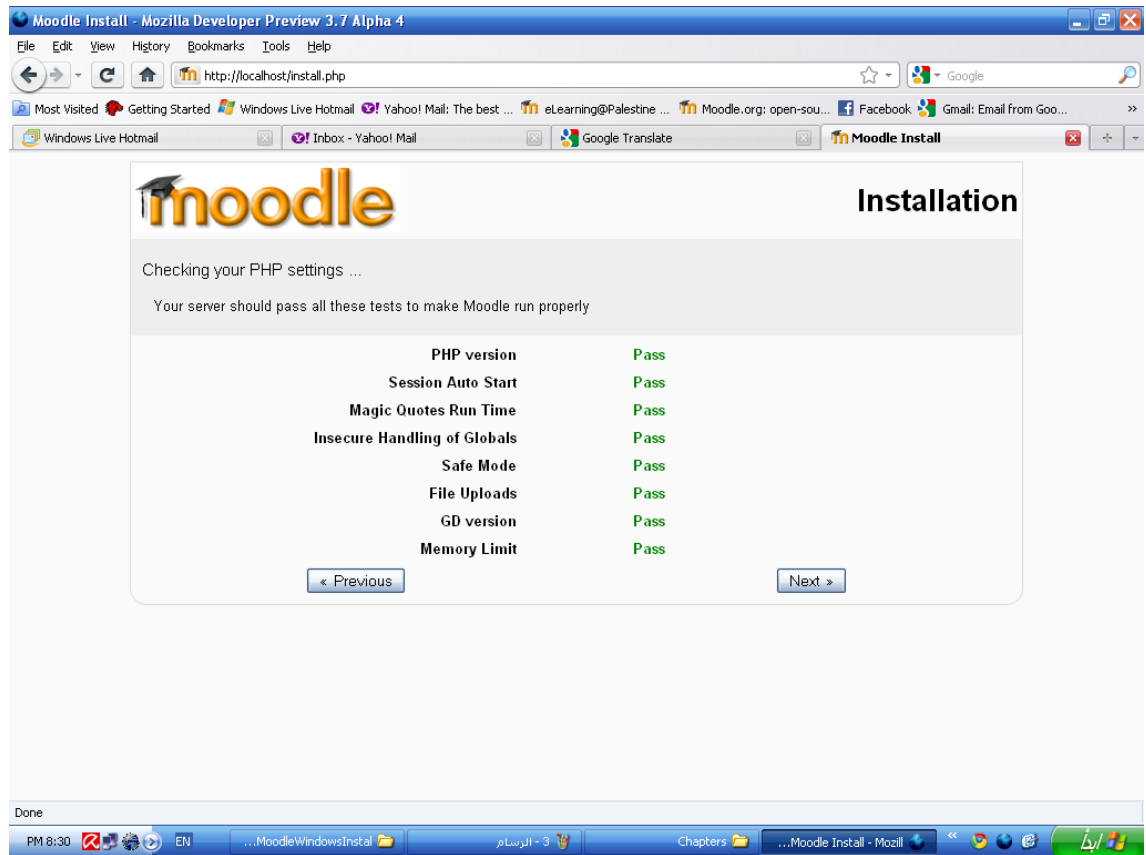 Moodle Install - Mozilla Developer Preview 3.7 Alpha 4
File Edit View History Bookmarks Tools Help
http://localhost/install.php Google
Most Visited Getting Started Windows Live Hotmail Yahoo! Mail: The best ... eLearning@Palestine ... Moodle.org: open-sou... Facebook Gmail: Email from Goo... »
Windows Live Hotmail Inbox - Yahoo! Mail Google Translate Moodle Install
moodle Installation
Checking your PHP settings ...
Your server should pass all these tests to make Moodle run properly
PHP version Pass
Session Auto Start Pass
Magic Quotes Run Time Pass
Insecure Handling of Globals Pass
Safe Mode Pass
File Uploads Pass
GD version Pass
Memory Limit Pass
« Previous Next »
Done
PM 8:30 EN ...MoodleWindowsInstal 3 - الرسام Chapters ...Moodle Install - Mozill « ابدأ